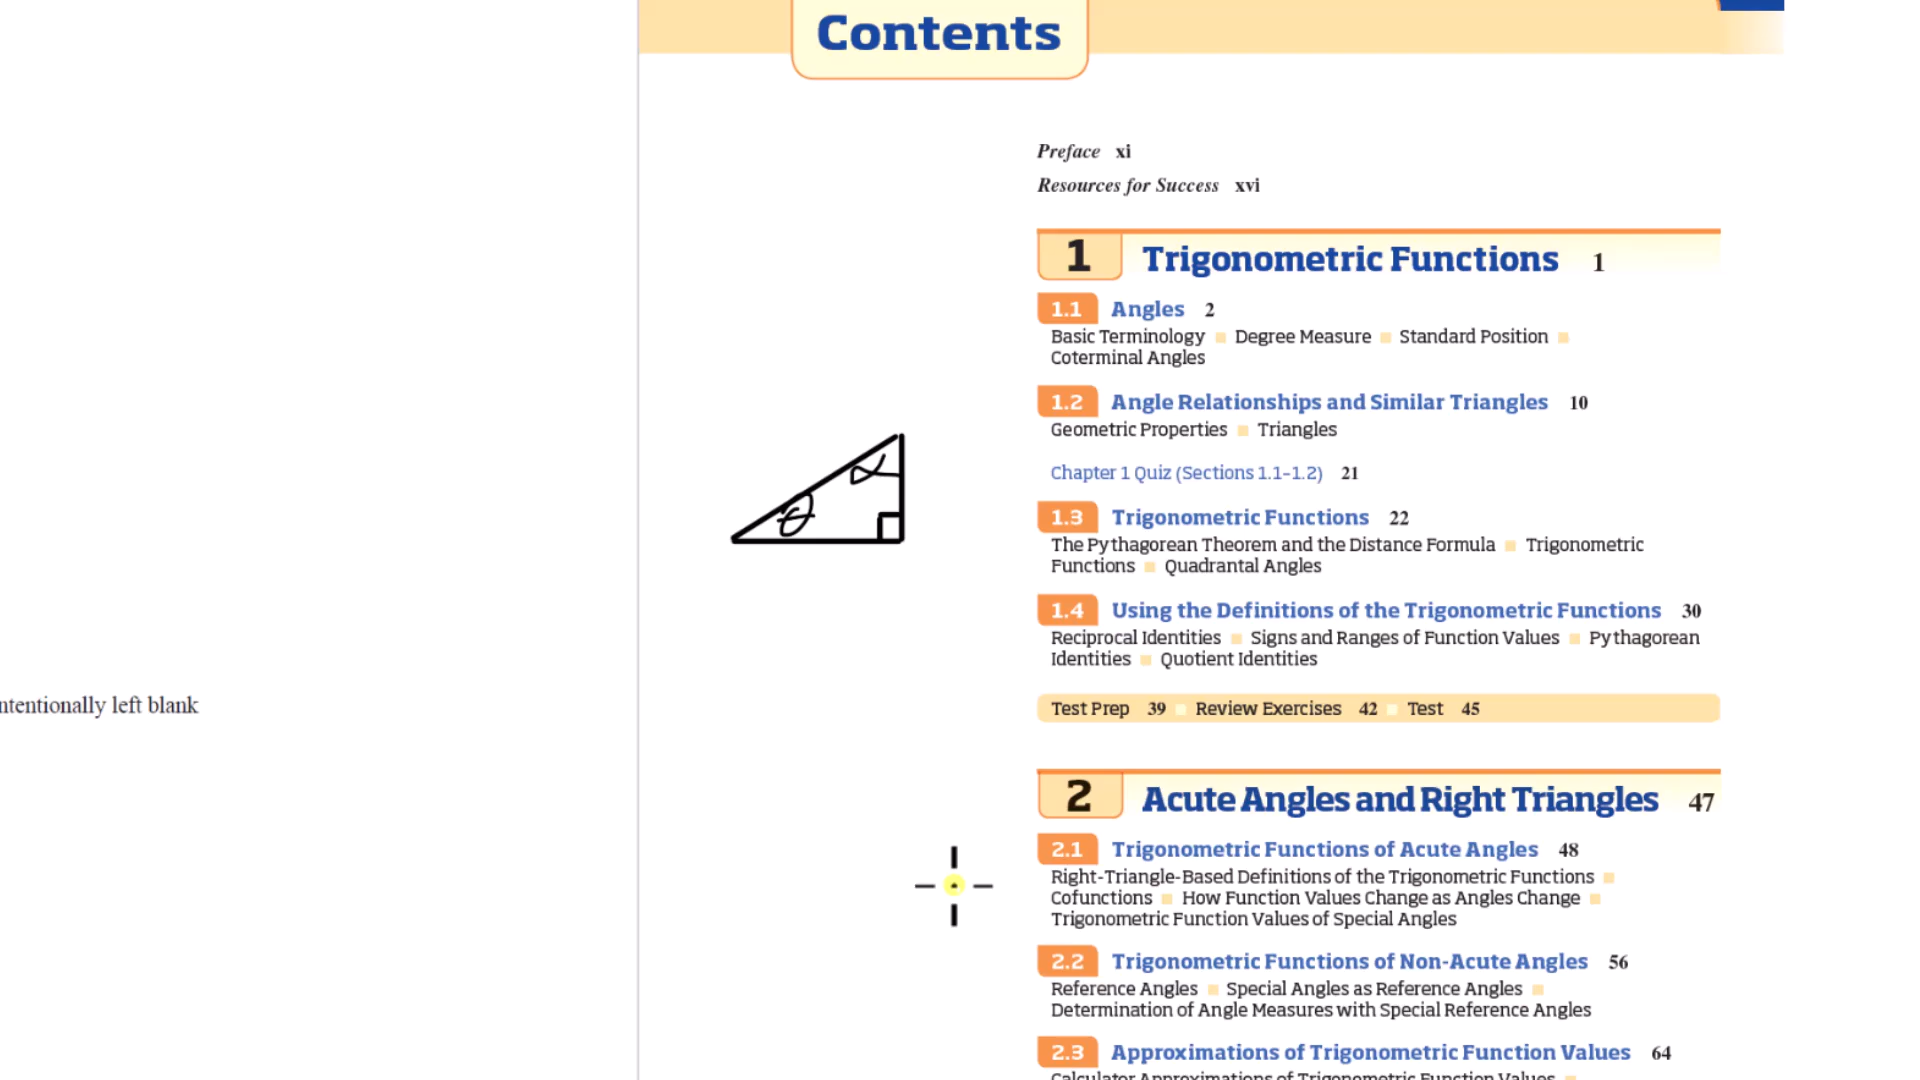 Contents
Preface xi
Resources for Success xvi
1 Trigonometric Functions 1
1.1 Angles 2
Basic Terminology ■ Degree Measure ■ Standard Position ■
Coterminal Angles
1.2 Angle Relationships and Similar Triangles 10
Geometric Properties ■ Triangles
Chapter 1 Quiz (Sections 1.1–1.2) 21
α
θ
1.3 Trigonometric Functions 22
The Pythagorean Theorem and the Distance Formula ■ Trigonometric
Functions ■ Quadrantal Angles
1.4 Using the Definitions of the Trigonometric Functions 30
Reciprocal Identities ■ Signs and Ranges of Function Values ■ Pythagorean
Identities ■ Quotient Identities
ntentionally left blank
Test Prep 39 ■ Review Exercises 42 ■ Test 45
2 Acute Angles and Right Triangles 47
2.1 Trigonometric Functions of Acute Angles 48
Right-Triangle-Based Definitions of the Trigonometric Functions ■
Cofunctions ■ How Function Values Change as Angles Change ■
Trigonometric Function Values of Special Angles
2.2 Trigonometric Functions of Non-Acute Angles 56
Reference Angles ■ Special Angles as Reference Angles ■
Determination of Angle Measures with Special Reference Angles
2.3 Approximations of Trigonometric Function Values 64
Calculator Approximations of Trigonometric Function Values ■